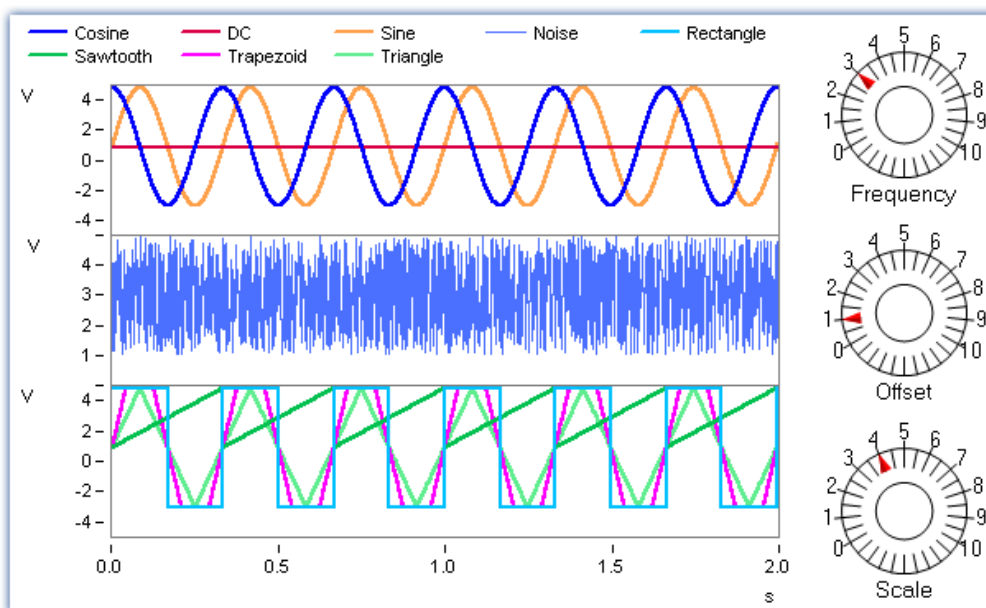 Cosine DC Sine Noise Rectangle
Sawtooth Trapezoid Triangle
V
4
2
0
-2
-4
V
4
3
2
1
V
4
2
0
-2
-4
0.0 0.5 1.0 1.5 2.0
s
0 1 2 3 4 5 6 7 8 9 10
Frequency
0 1 2 3 4 5 6 7 8 9 10
Offset
0 1 2 3 4 5 6 7 8 9 10
Scale